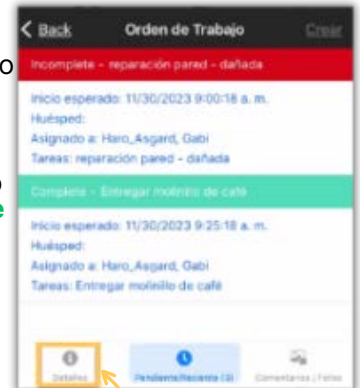 Back
Orden de Trabajo
Crear
Incomplete - reparación pared - dañada
o
Inicio esperado: 11/30/2023 9:00:18 a. m.
Huésped:
Asignado a: Haro_Asgard, Gabi
Tareas: reparación pared - dañada
o
Complete - Entregar molinillo de café
e
Inicio esperado: 11/30/2023 9:25:18 a. m.
Huésped:
Asignado a: Haro_Asgard, Gabi
Tareas: Entregar molinillo de café
Detalles
Pendiente/Reciente (3)
Comentarios / Fotos